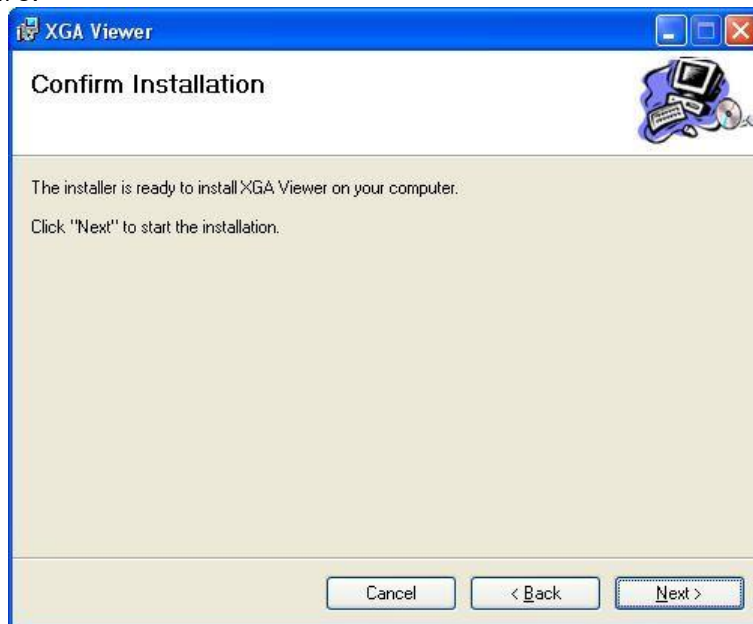 XGA Viewer
Confirm Installation
The installer is ready to install XGA Viewer on your computer.
Click "Next" to start the installation.
Cancel
< Back
Next >